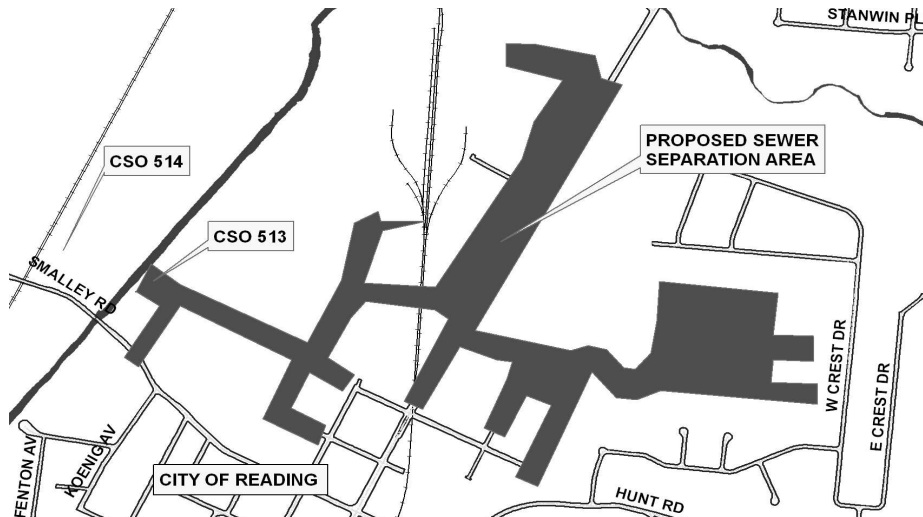 STANWIN PL
PROPOSED SEWER
SEPARATION AREA
CSO 514
CSO 513
SMALLEY RD
W CREST DR
E CREST DR
FENTON AV
KOENIG AV
CITY OF READING
HUNT RD